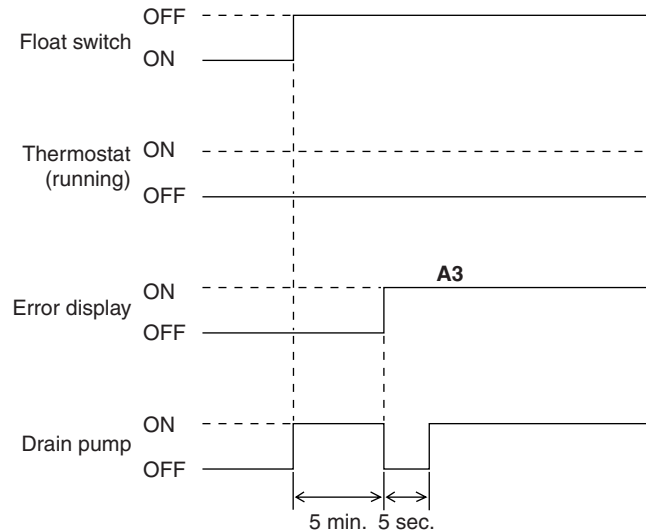 OFF
Float switch
ON
ON
Thermostat
(running)
OFF
A3
ON
Error display
OFF
ON
Drain pump
OFF
5 min. 5 sec.